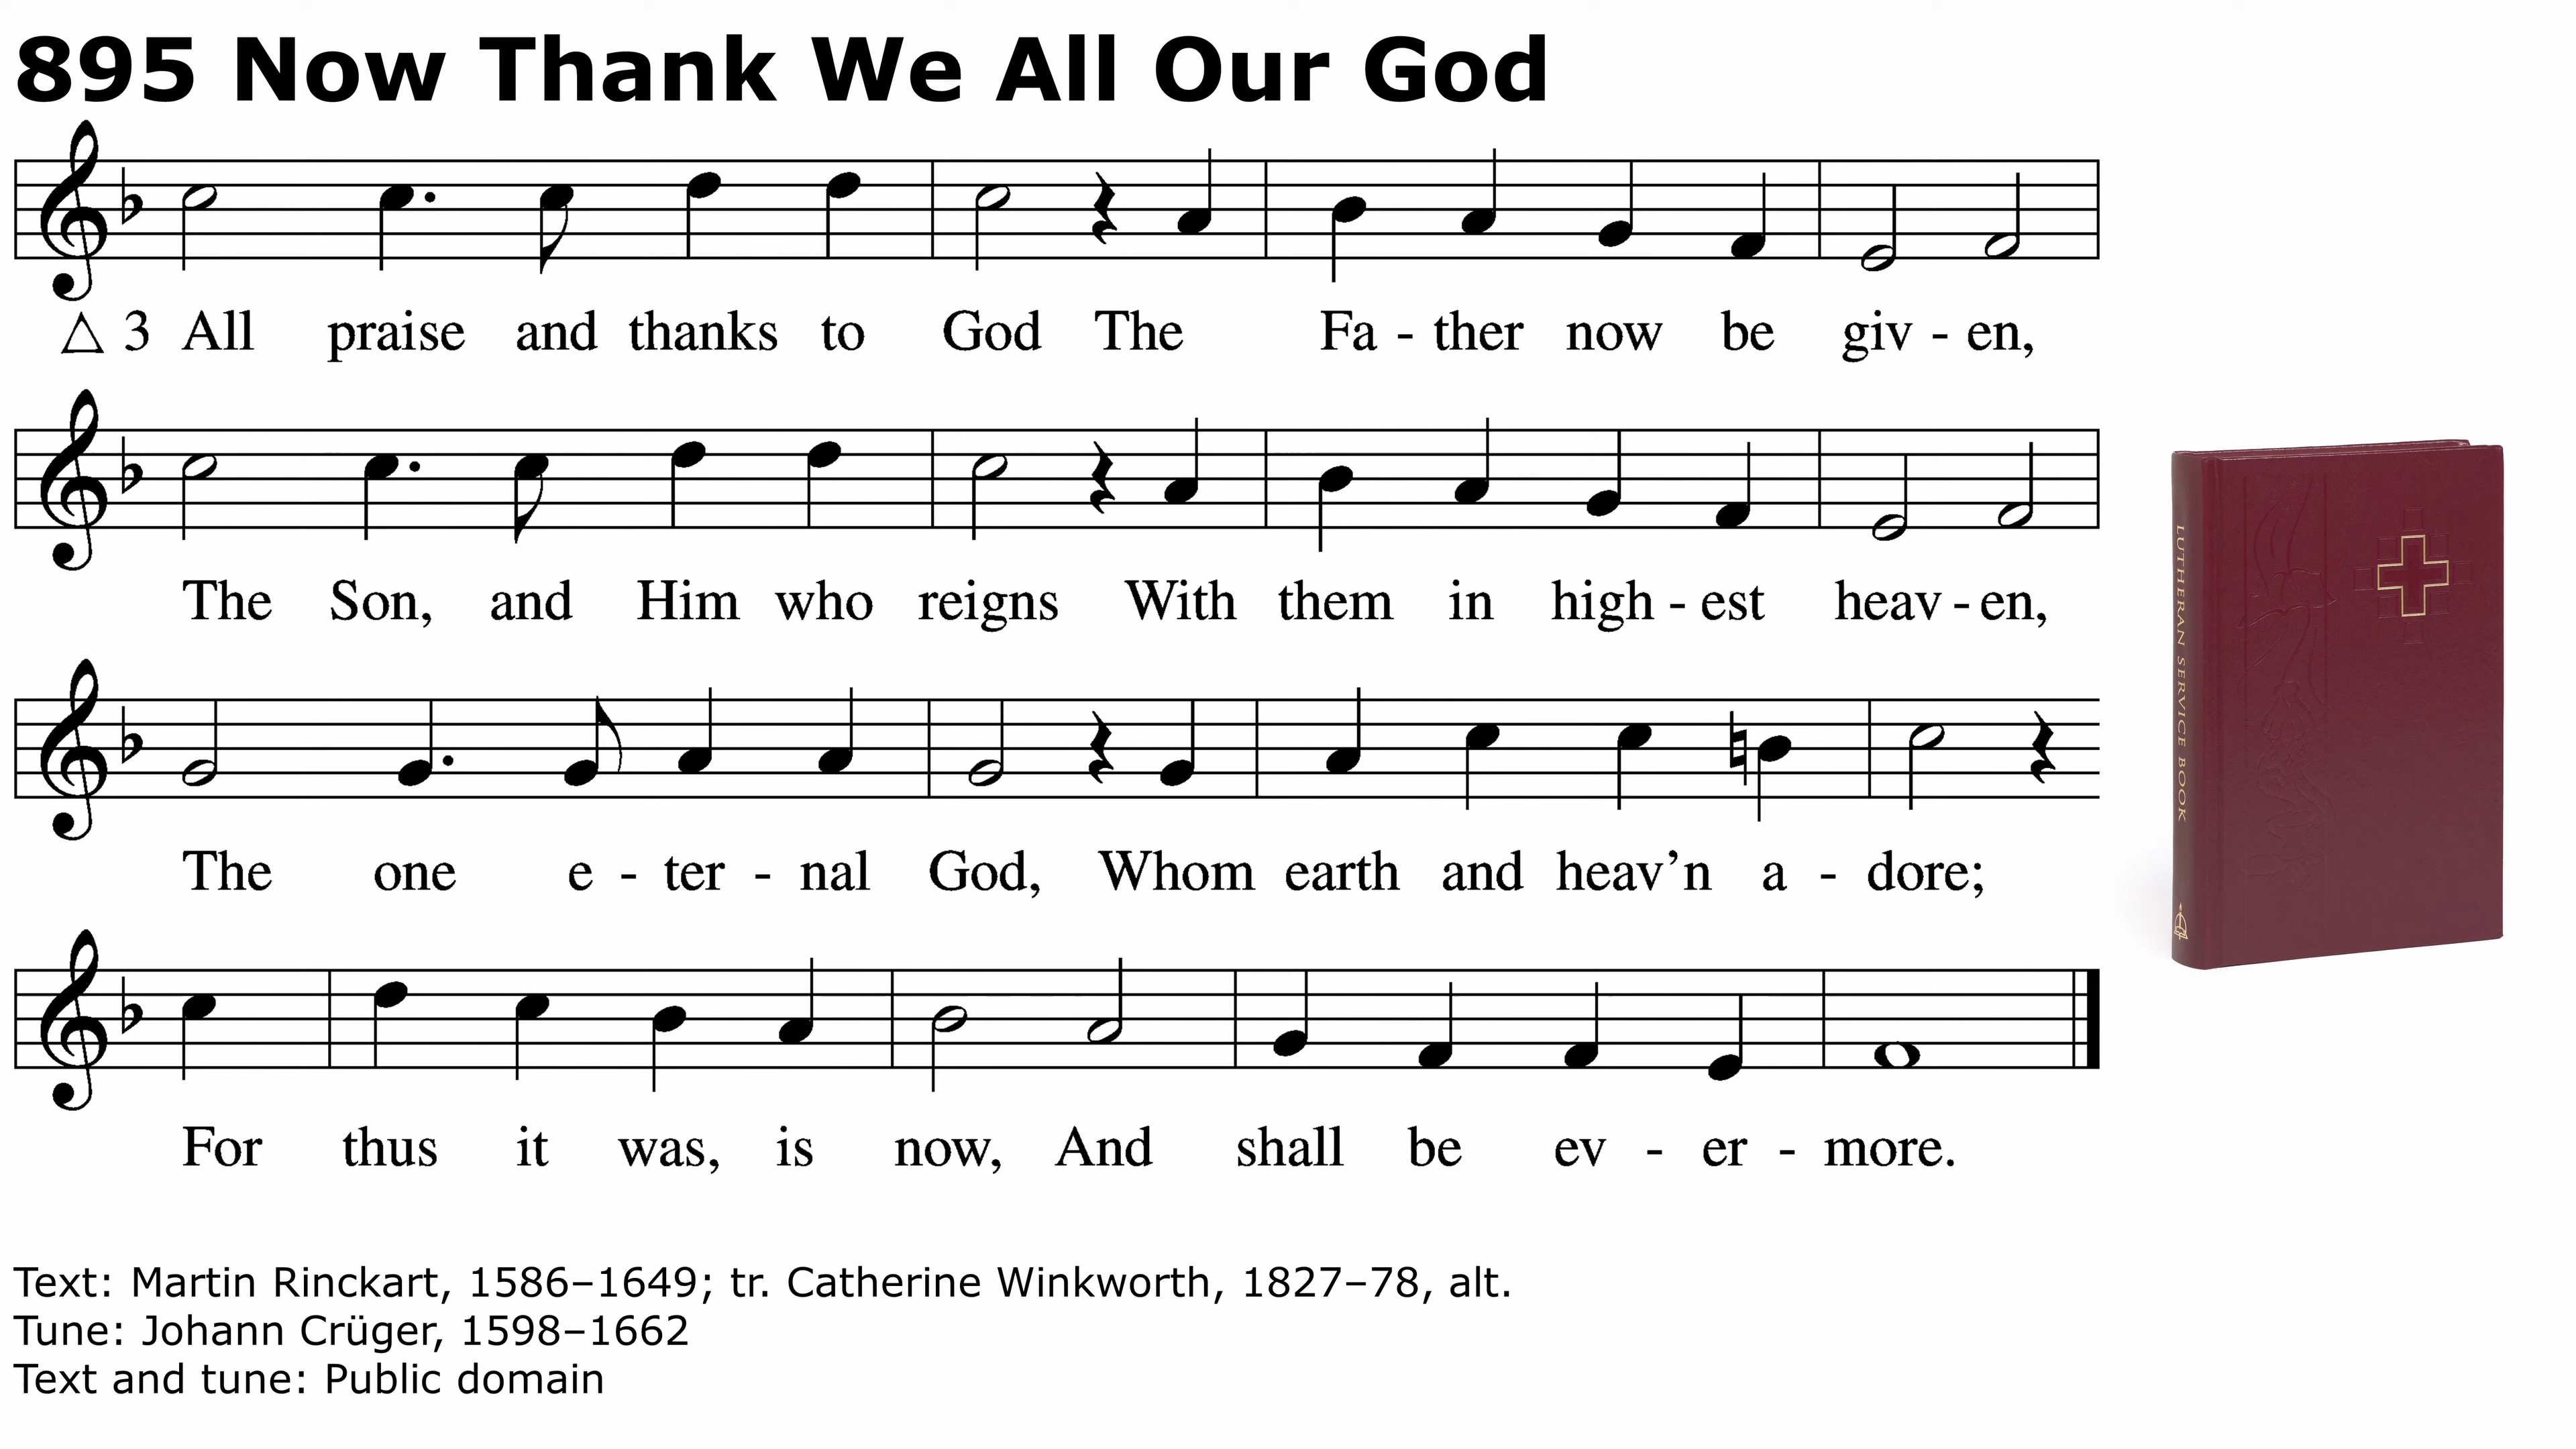 895 Now Thank We All Our God
△ 3 All praise and thanks to God The Fa - ther now be giv - en,
The Son, and Him who reigns With them in high - est heav - en,
The one e - ter - nal God, Whom earth and heav’n a - dore;
For thus it was, is now, And shall be ev - er - more.
LUTHERAN SERVICE BOOK
Text: Martin Rinckart, 1586–1649; tr. Catherine Winkworth, 1827–78, alt.
Tune: Johann Crüger, 1598–1662
Text and tune: Public domain